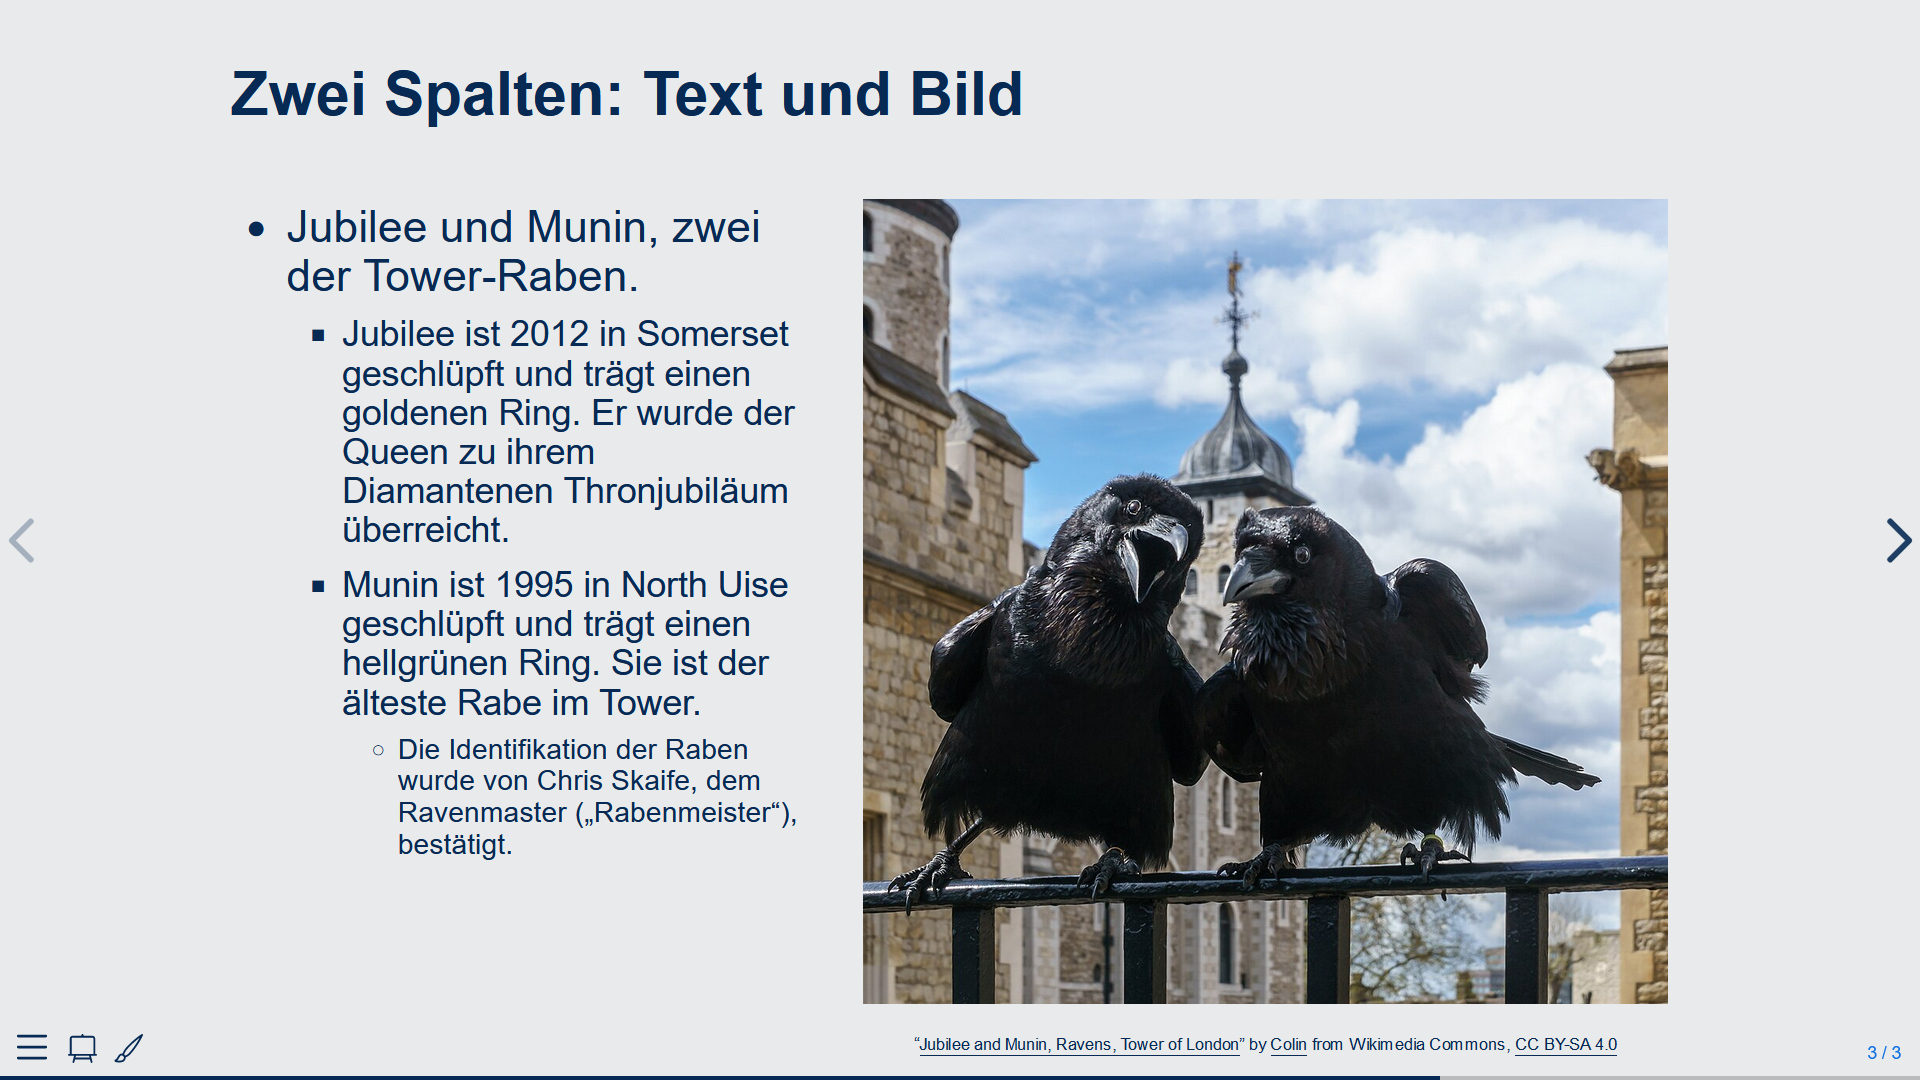 Zwei Spalten: Text und Bild
• Jubilee und Munin, zwei
der Tower-Raben.
▪ Jubilee ist 2012 in Somerset
geschlüpft und trägt einen
goldenen Ring. Er wurde der
Queen zu ihrem
Diamantenen Thronjubiläum
überreicht.
▪ Munin ist 1995 in North Uise
geschlüpft und trägt einen
hellgrünen Ring. Sie ist der
älteste Rabe im Tower.
○ Die Identifikation der Raben
wurde von Chris Skaife, dem
Ravenmaster („Rabenmeister“),
bestätigt.
“Jubilee and Munin, Ravens, Tower of London” by Colin from Wikimedia Commons, CC BY-SA 4.0
3 / 3